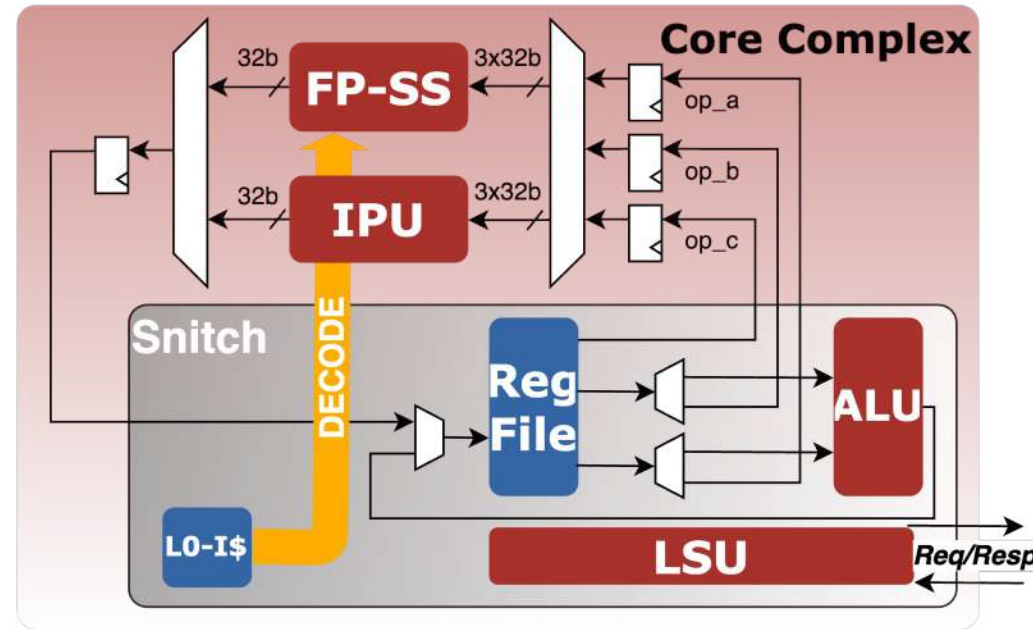 Core Complex
32b
FP-SS
3x32b
op_a
op_b
32b
IPU
3x32b
op_c
DECODE
Snitch
Reg
File
ALU
L0-I$
LSU
Req/Resp